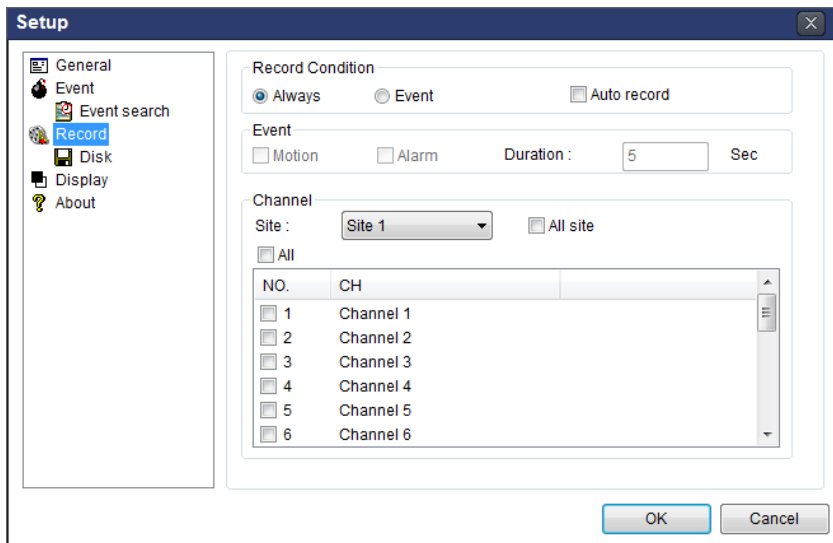 Setup
General
Event
Event search
Record
Disk
Display
About
Record Condition
Always Event Auto record
Event
Motion Alarm Duration : 5 Sec
Channel
Site : Site 1 All site
All
NO. CH
1 Channel 1
2 Channel 2
3 Channel 3
4 Channel 4
5 Channel 5
6 Channel 6
OK Cancel